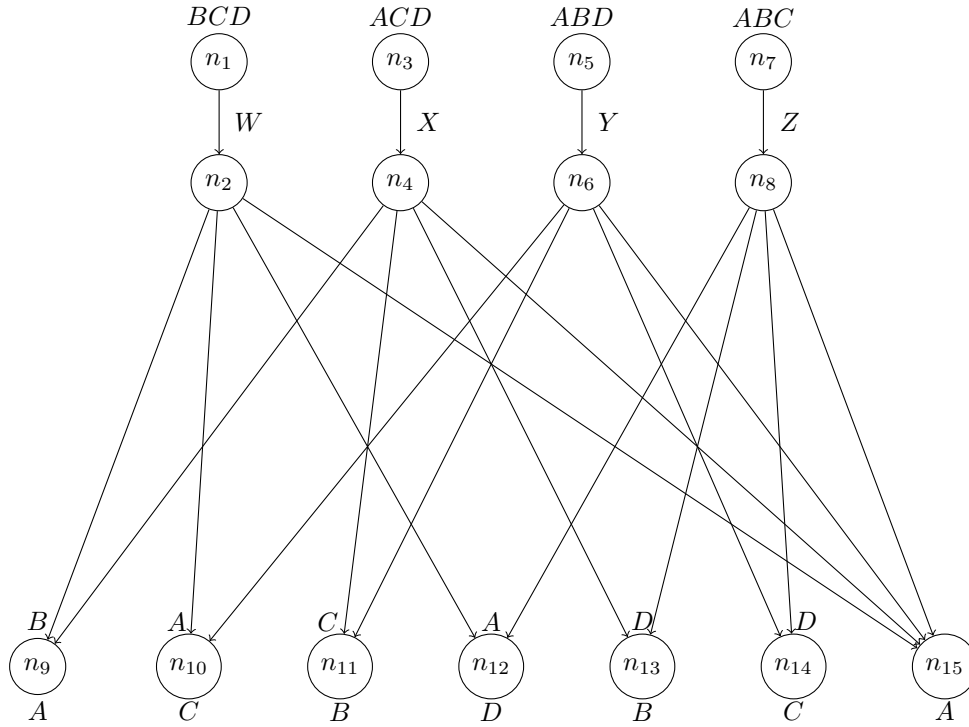 BCD ACD ABD ABC
n1 n3 n5 n7
W X Y Z
n2 n4 n6 n8
B A C A D D
n9 n10 n11 n12 n13 n14 n15
A C B D B C A